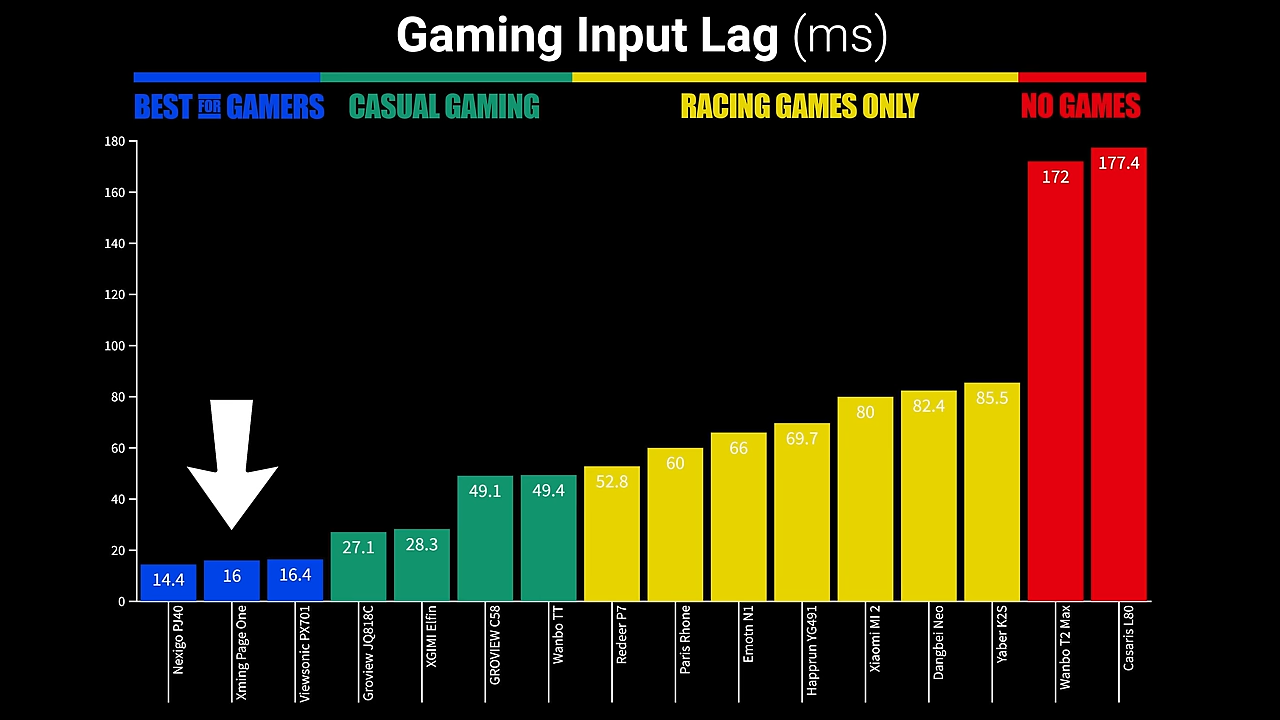 Gaming Input Lag (ms)
BEST FOR GAMERS
CASUAL GAMING
RACING GAMES ONLY
NO GAMES
180
160
140
120
100
80
60
40
20
0
14.4
16
16.4
27.1
28.3
49.1
49.4
52.8
60
66
69.7
80
82.4
85.5
172
177.4
Nexigo PJ40
Xming Page One
Viewsonic PX701
Groview JQ818C
XGIMI Elfin
GROVIEW C58
Wanbo TT
Redeer P7
Paris Rhone
Emotn N1
Happrun YG491
Xiaomi MI 2
Dangbei Neo
Yaber K2S
Wanbo T2 Max
Casaris L80